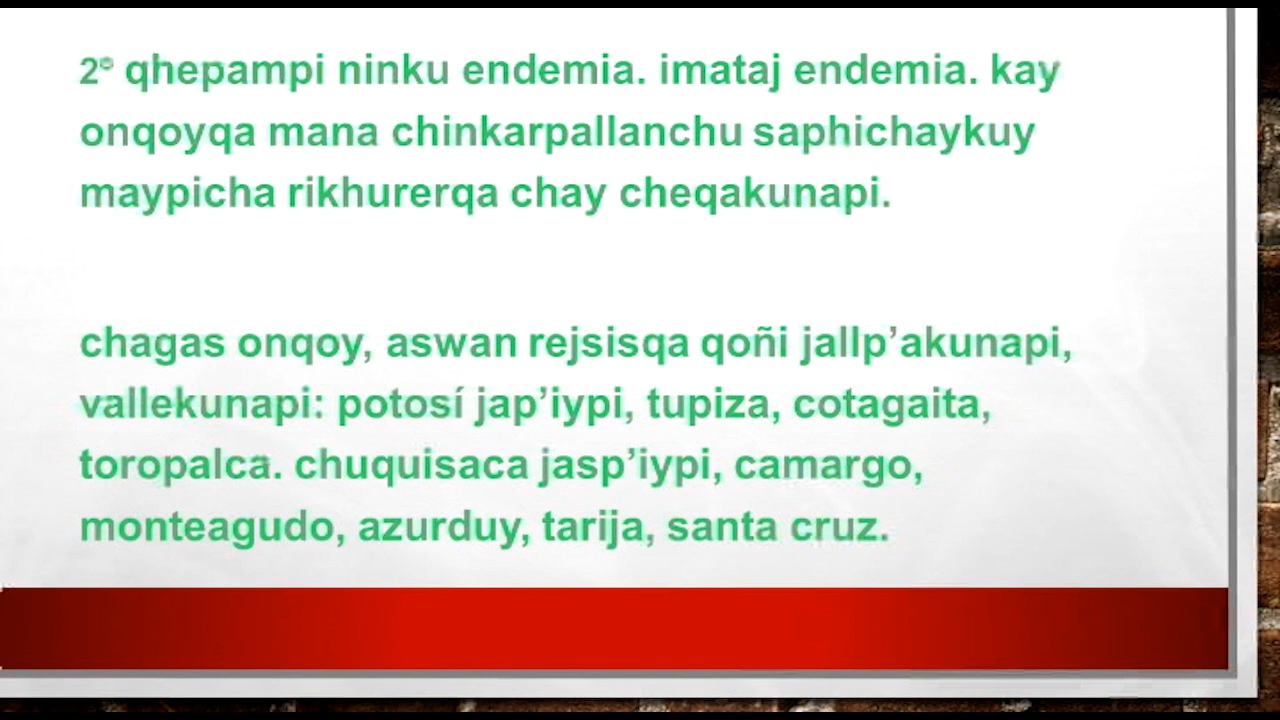 2º qhepampi ninku endemia. imataj endemia. kay
onqoyqa mana chinkarpallanchu saphichaykuy
maypicha rikhurerqa chay cheqakunapi.
chagas onqoy, aswan rejsisqa qoñi jallp’akunapi,
vallekunapi: potosí jap’iypi, tupiza, cotagaita,
toropalca. chuquisaca jasp’iypi, camargo,
monteagudo, azurduy, tarija, santa cruz.